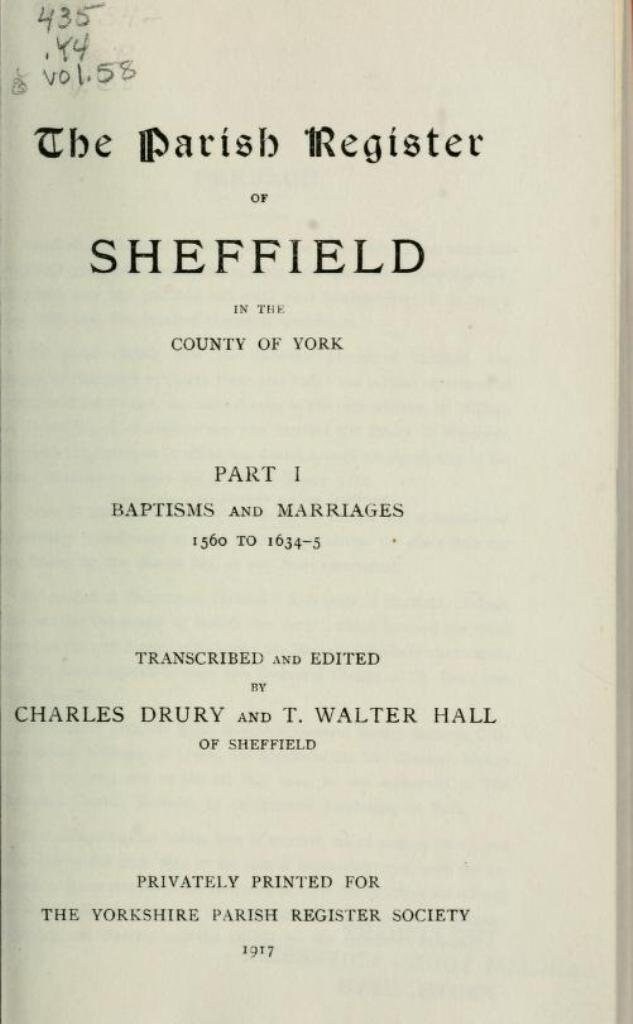 435
.Y4
vol.58
The Parish Register
OF
SHEFFIELD
IN THE
COUNTY OF YORK
PART I
BAPTISMS AND MARRIAGES
1560 TO 1634-5
TRANSCRIBED AND EDITED
BY
CHARLES DRURY AND T. WALTER HALL
OF SHEFFIELD
PRIVATELY PRINTED FOR
THE YORKSHIRE PARISH REGISTER SOCIETY
1917